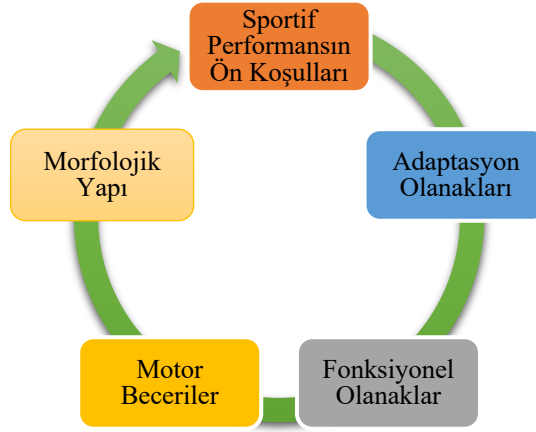 Sportif
Performansın
Ön Koşulları
Adaptasyon
Olanakları
Fonksiyonel
Olanaklar
Motor
Beceriler
Morfolojik
Yapı